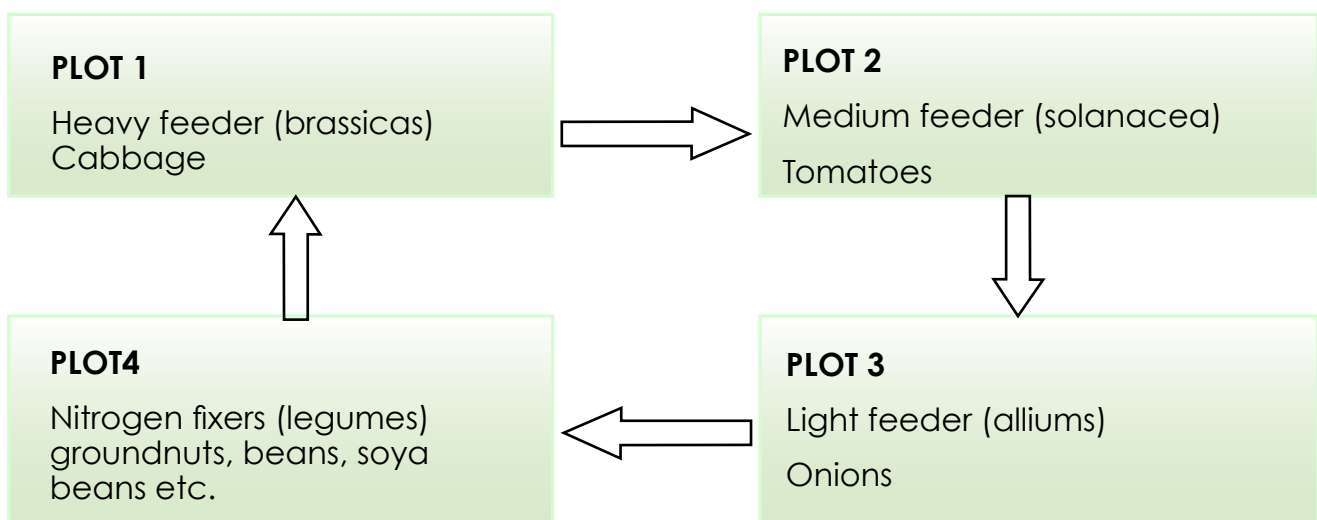 PLOT 1
Heavy feeder (brassicas)
Cabbage
PLOT 2
Medium feeder (solanacea)
Tomatoes
PLOT 3
Light feeder (alliums)
Onions
PLOT4
Nitrogen fixers (legumes)
groundnuts, beans, soya
beans etc.